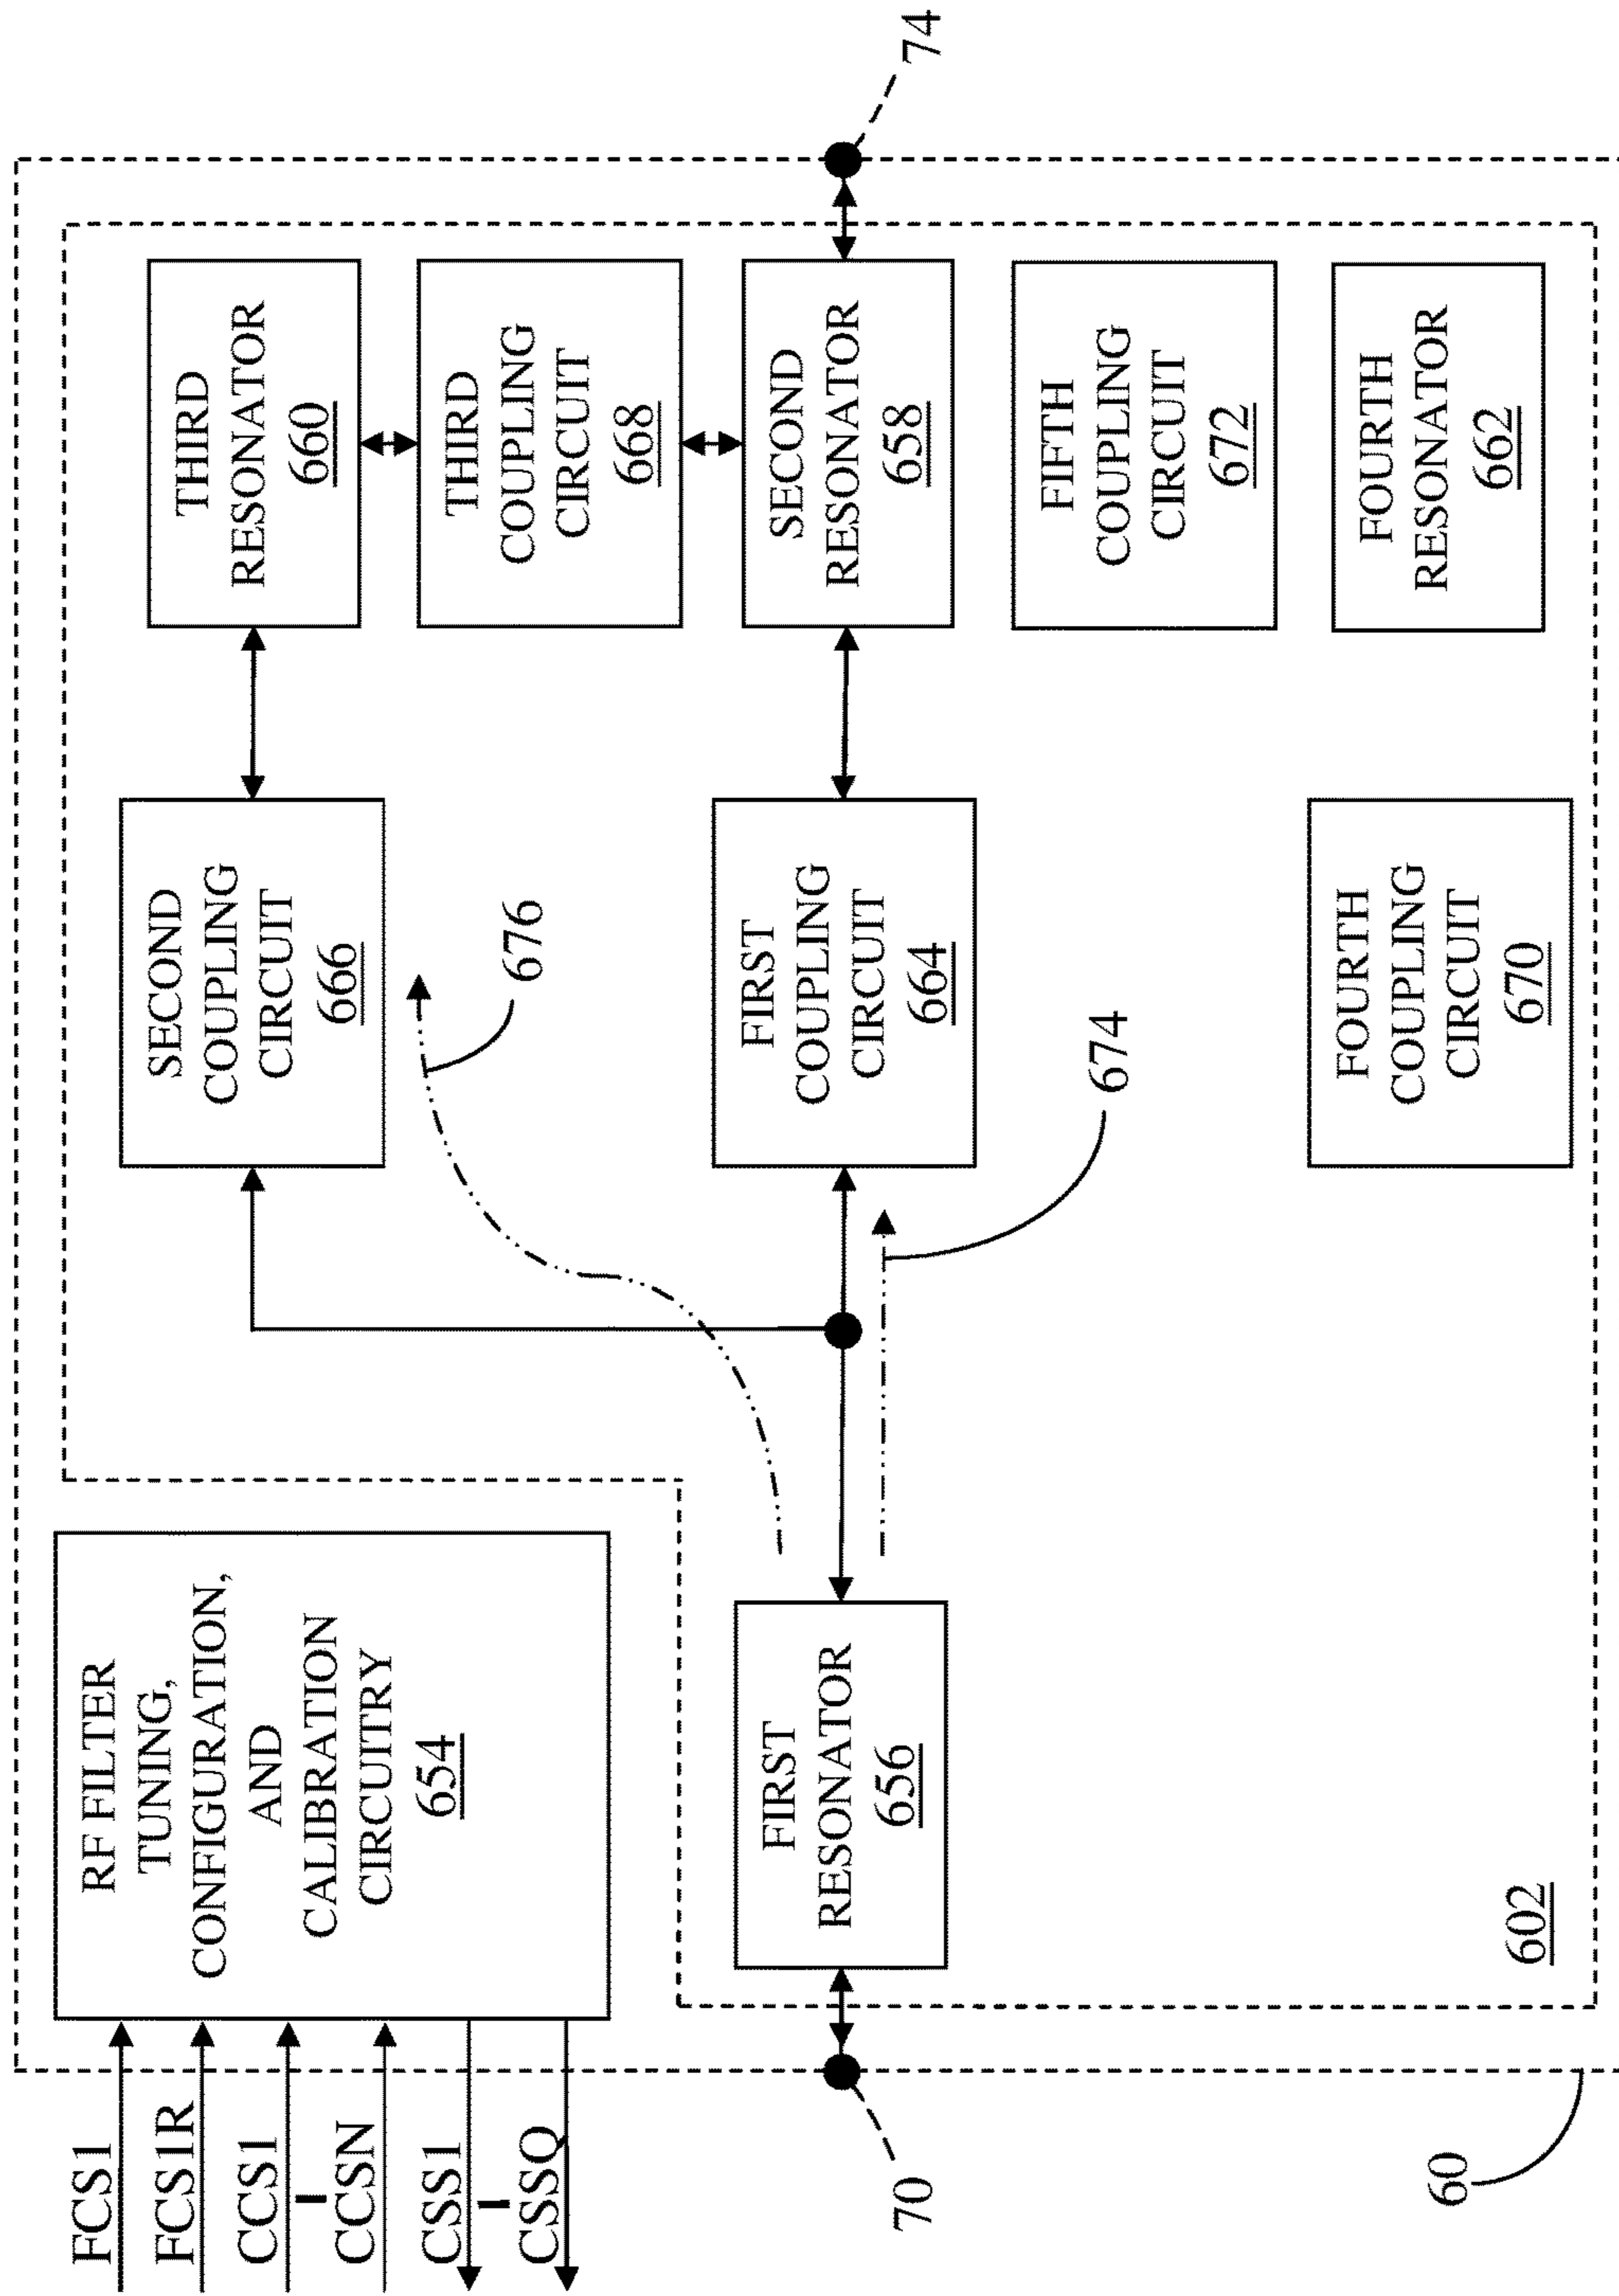 FCS1
FCS1R
CCS1
CCSN
CSS1
CSSQ
RF FILTER
TUNING,
CONFIGURATION,
AND
CALIBRATION
CIRCUITRY
654
SECOND
COUPLING
CIRCUIT
666
THIRD
RESONATOR
660
THIRD
COUPLING
CIRCUIT
668
676
70
FIRST
RESONATOR
656
FIRST
COUPLING
CIRCUIT
664
SECOND
RESONATOR
658
74
674
FIFTH
COUPLING
CIRCUIT
672
FOURTH
COUPLING
CIRCUIT
670
FOURTH
RESONATOR
662
602
60